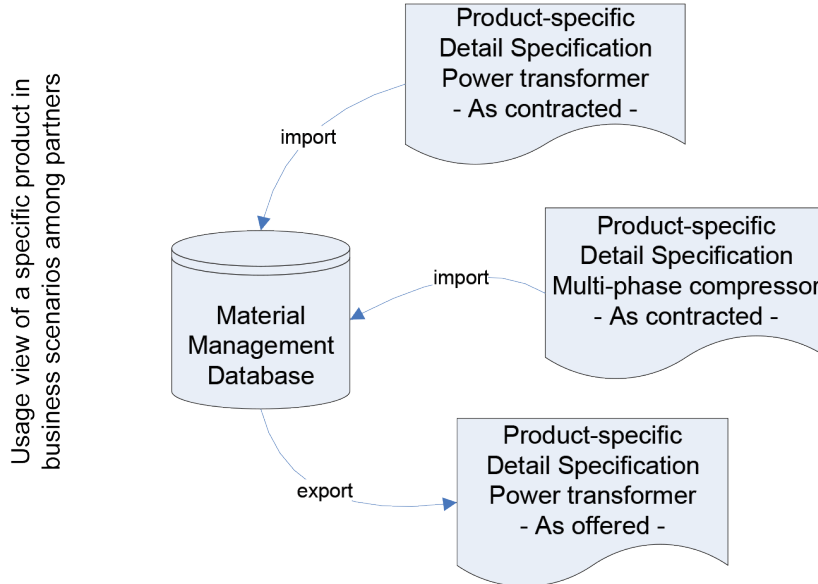 Usage view of a specific product in
business scenarios among partners
Product-specific
Detail Specification
Power transformer
- As contracted -
import
Product-specific
Detail Specification
Multi-phase compressor
- As contracted -
import
Material
Management
Database
Product-specific
Detail Specification
Power transformer
- As offered -
export